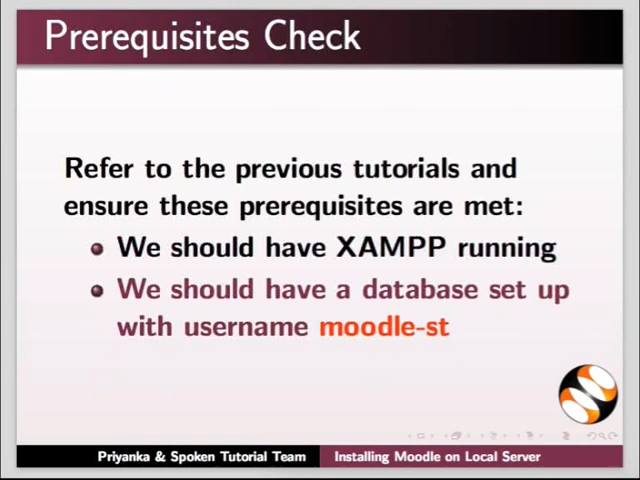 Prerequisites Check
Refer to the previous tutorials and
ensure these prerequisites are met:
We should have XAMPP running
We should have a database set up
with username moodle-st
Priyanka & Spoken Tutorial Team
Installing Moodle on Local Server